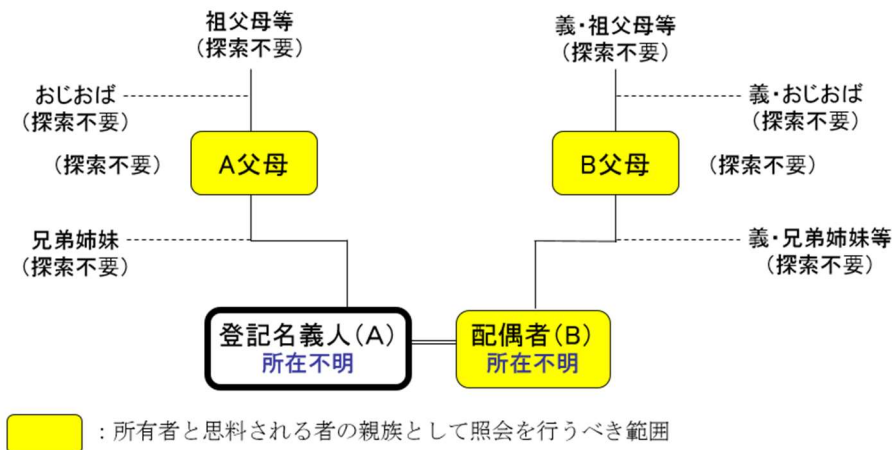 祖父母等
(探索不要)
義・祖父母等
(探索不要)
おじおば
(探索不要)
義・おじおば
(探索不要)
(探索不要)
A父母
B父母
(探索不要)
兄弟姉妹
(探索不要)
義・兄弟姉妹等
(探索不要)
登記名義人(A)
所在不明
配偶者(B)
所在不明
:所有者と思料される者の親族として照会を行うべき範囲